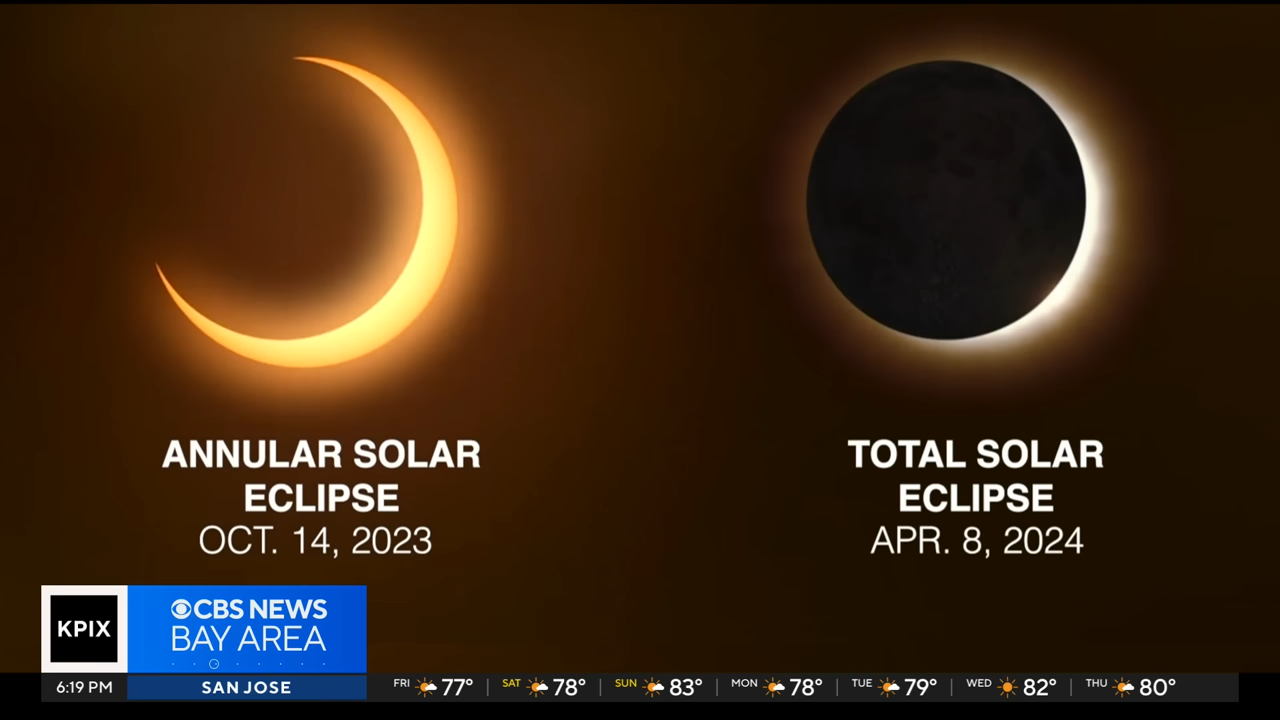 ANNULAR SOLAR
ECLIPSE
OCT. 14, 2023
TOTAL SOLAR
ECLIPSE
APR. 8, 2024
KPIX
CBS NEWS
BAY AREA
6:19 PM
SAN JOSE
FRI 77° SAT 78° SUN 83° MON 78° TUE 79° WED 82° THU 80°